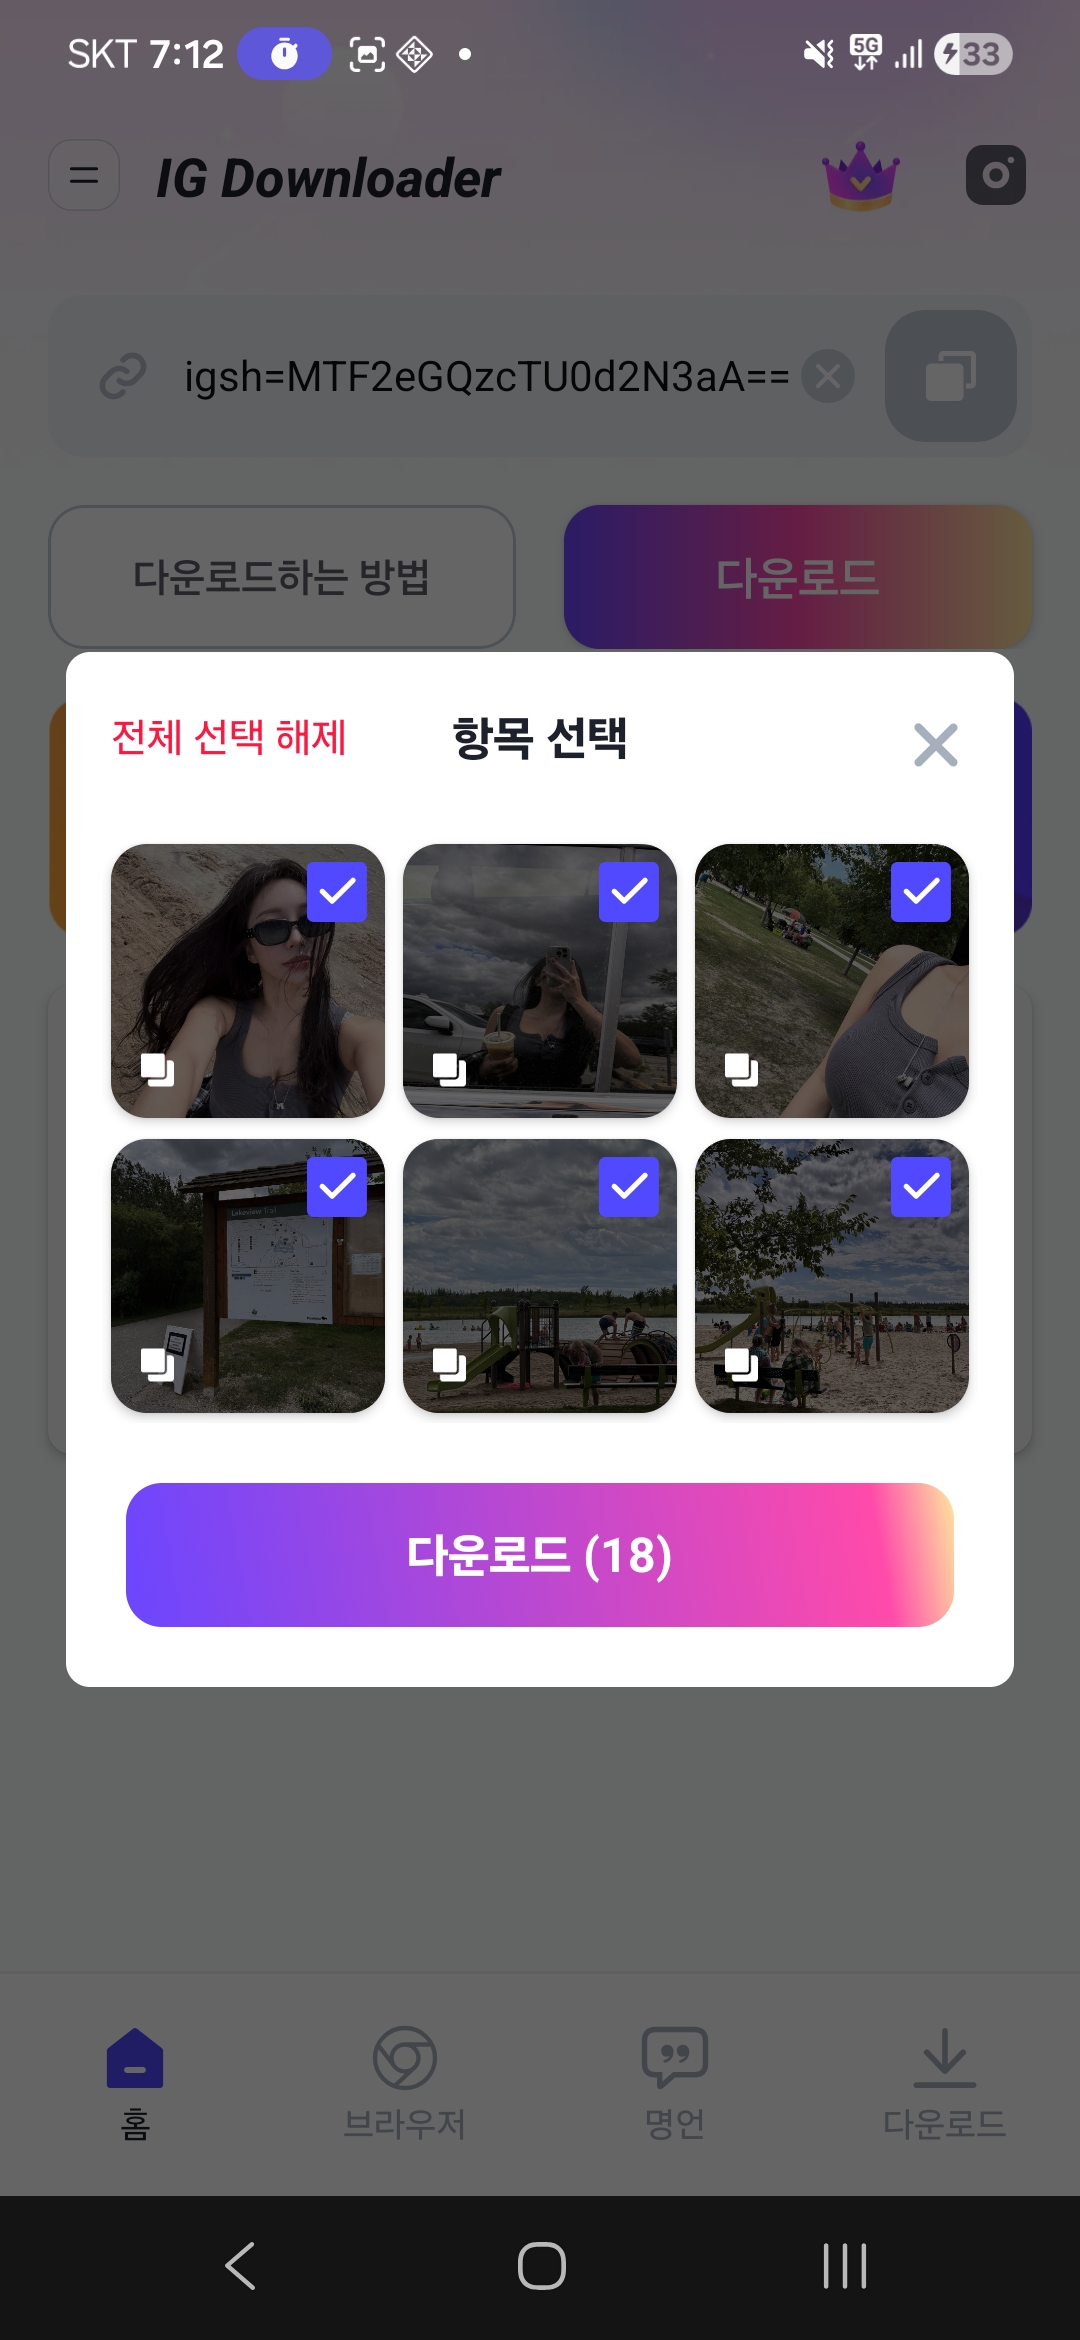 SKT 7:12
5G
33
IG Downloader
igsh=MTF2eGQzcTU0d2N3aA==
다운로드하는 방법
다운로드
전체 선택 해제
항목 선택
Lakeview Trail
다운로드 (18)
홈
브라우저
명언
다운로드